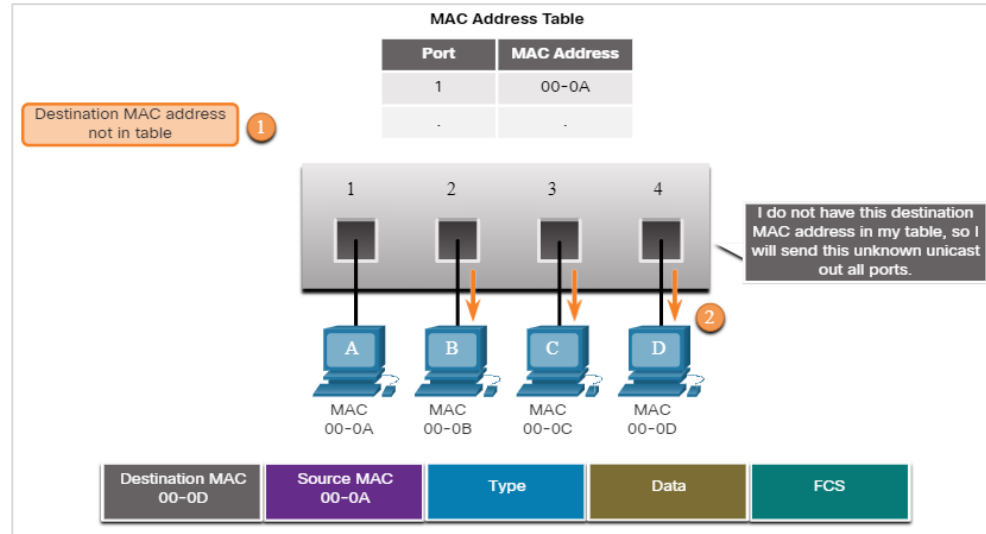 MAC Address Table
Port MAC Address
1 00-0A
. .
Destination MAC address
not in table
1
1 2 3 4
I do not have this destination
MAC address in my table, so I
will send this unknown unicast
out all ports.
2
A B C D
MAC MAC MAC MAC
00-0A 00-0B 00-0C 00-0D
Destination MAC Source MAC Type Data FCS
00-0D 00-0A